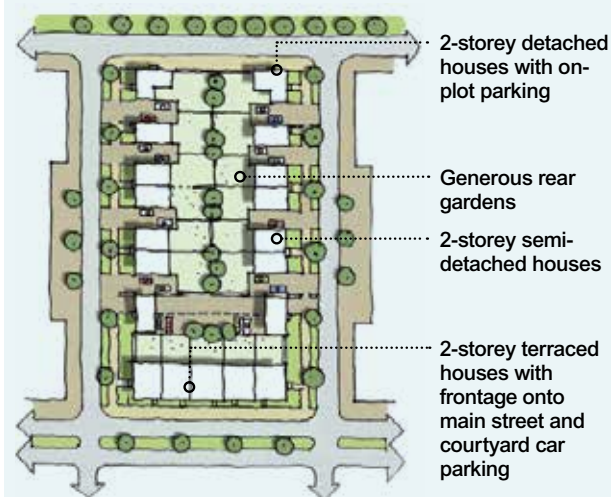 2-storey detached
houses with on-
plot parking
Generous rear
gardens
2-storey semi-
detached houses
2-storey terraced
houses with
frontage onto
main street and
courtyard car
parking